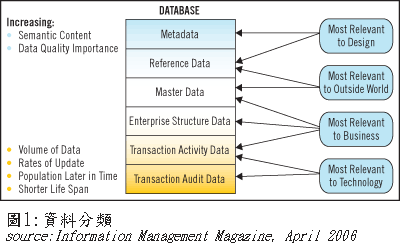 DATABASE
Increasing:
Semantic Content
Data Quality Importance
Metadata
Reference Data
Master Data
Enterprise Structure Data
Transaction Activity Data
Transaction Audit Data
Most Relevant
to Design
Most Relevant
to Outside World
Most Relevant
to Business
Most Relevant
to Technology
Volume of Data
Rates of Update
Population Later in Time
Shorter Life Span
圖1:資料分類
source:Information Management Magazine, April 2006